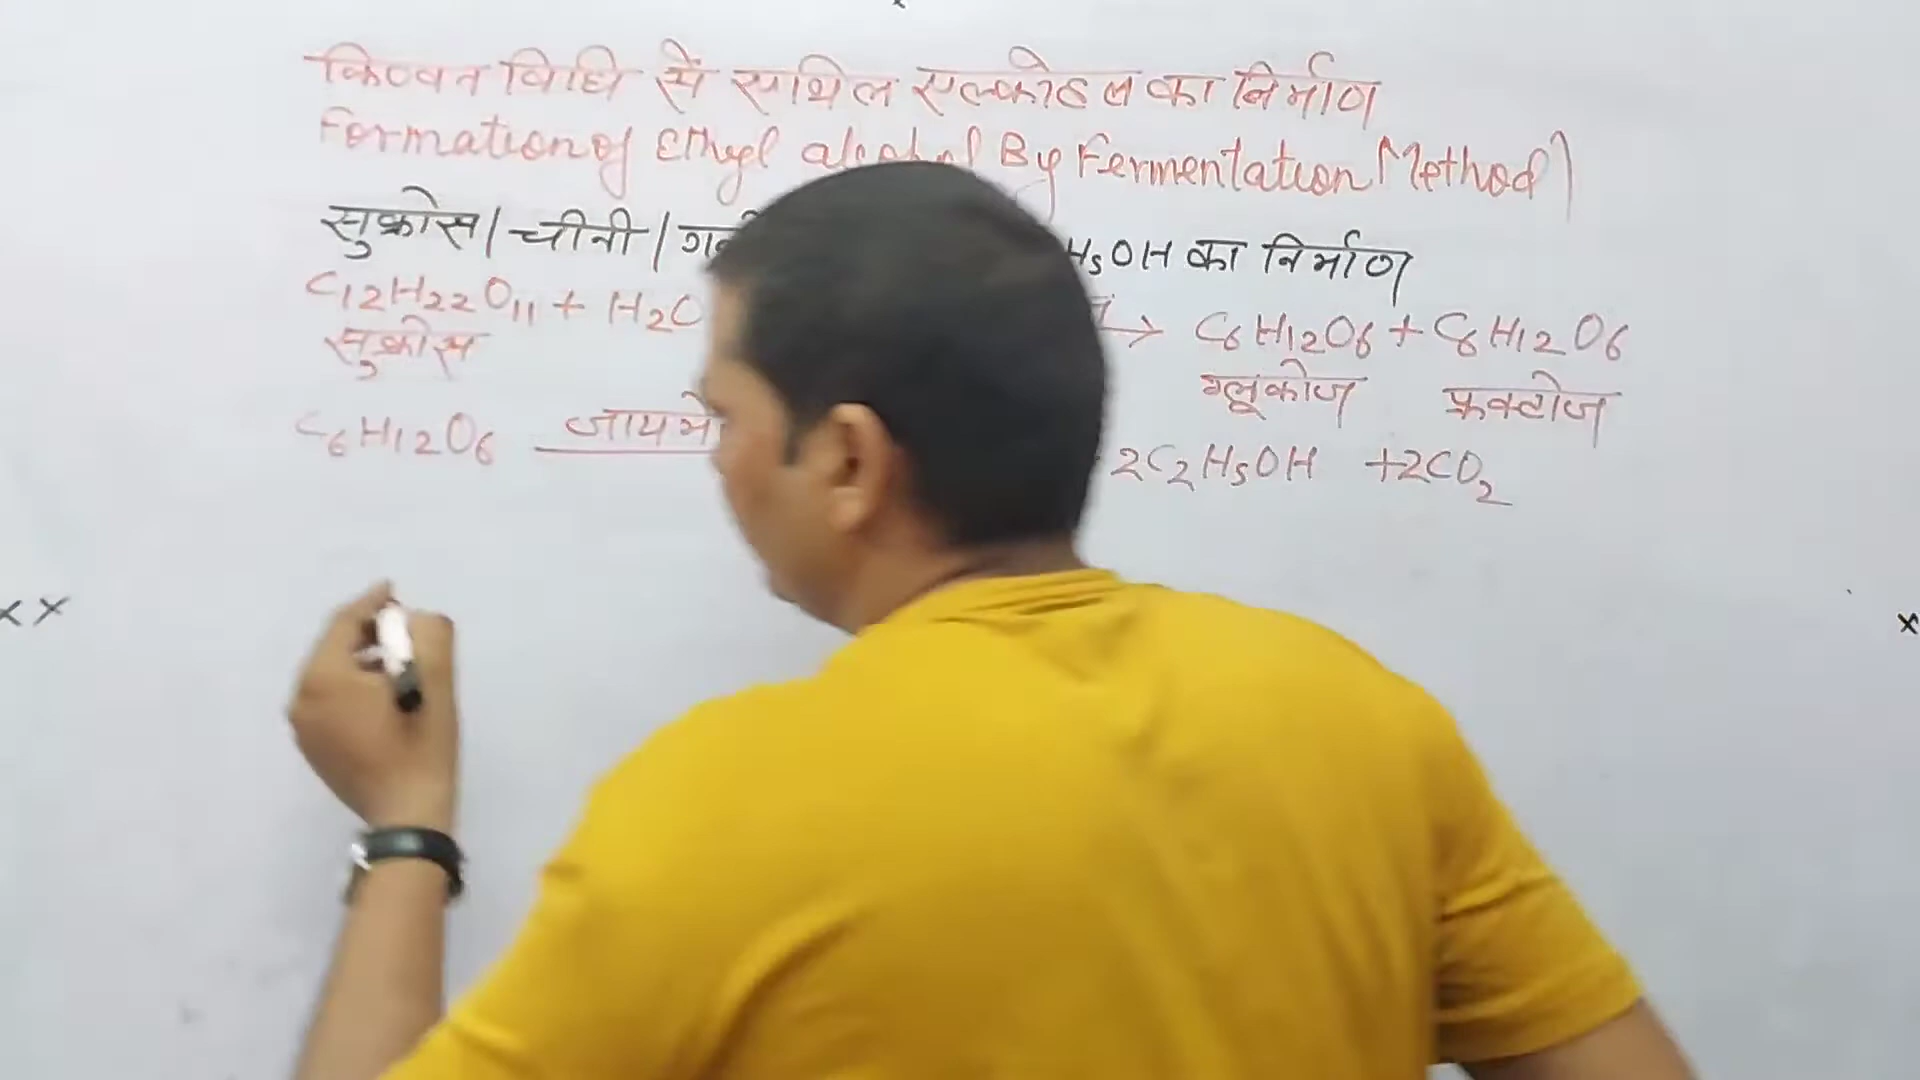 किण्वन विधि से एथिल एल्कोहल का निर्माण
Formation of Ethyl alcohol By Fermentation Method)
सुक्रोस/चीनी/ H₅OH का निर्माण
C₁₂H₂₂O₁₁ + H₂O → C₆H₁₂O₆ + C₆H₁₂O₆
सुक्रोस ग्लूकोज फ्रक्टोज
C₆H₁₂O₆ जायमे 2C₂H₅OH +2CO₂
xx x